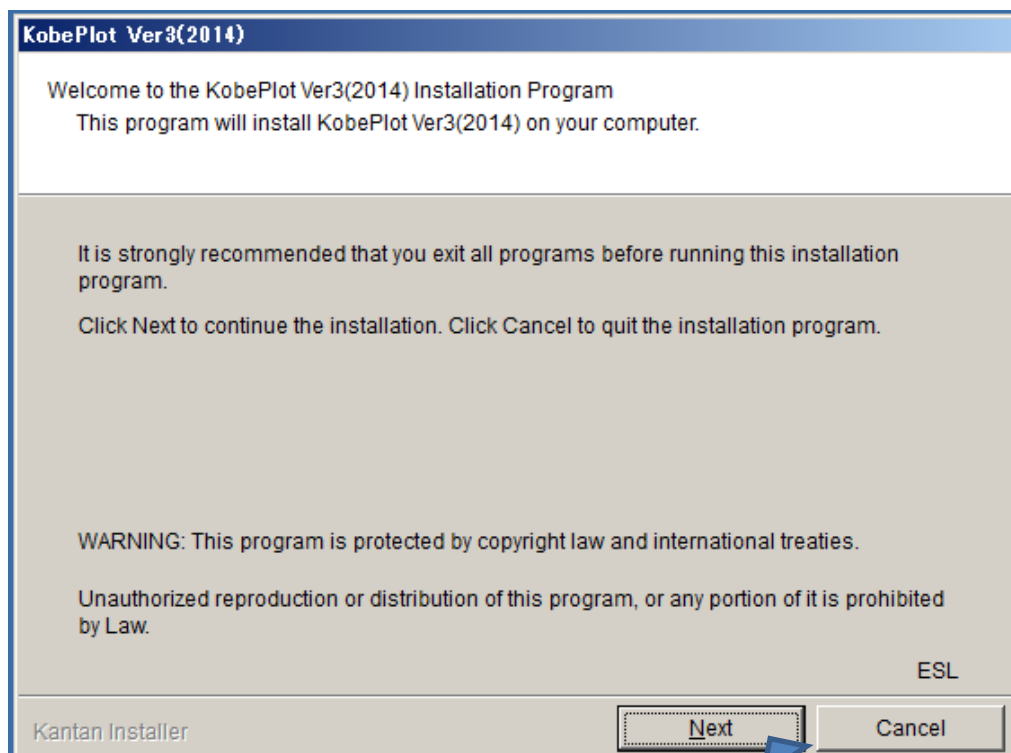 KobePlot Ver3(2014)
Welcome to the KobePlot Ver3(2014) Installation Program
This program will install KobePlot Ver3(2014) on your computer.
It is strongly recommended that you exit all programs before running this installation
program.
Click Next to continue the installation. Click Cancel to quit the installation program.
WARNING: This program is protected by copyright law and international treaties.
Unauthorized reproduction or distribution of this program, or any portion of it is prohibited
by Law.
ESL
Kantan Installer
Next
Cancel